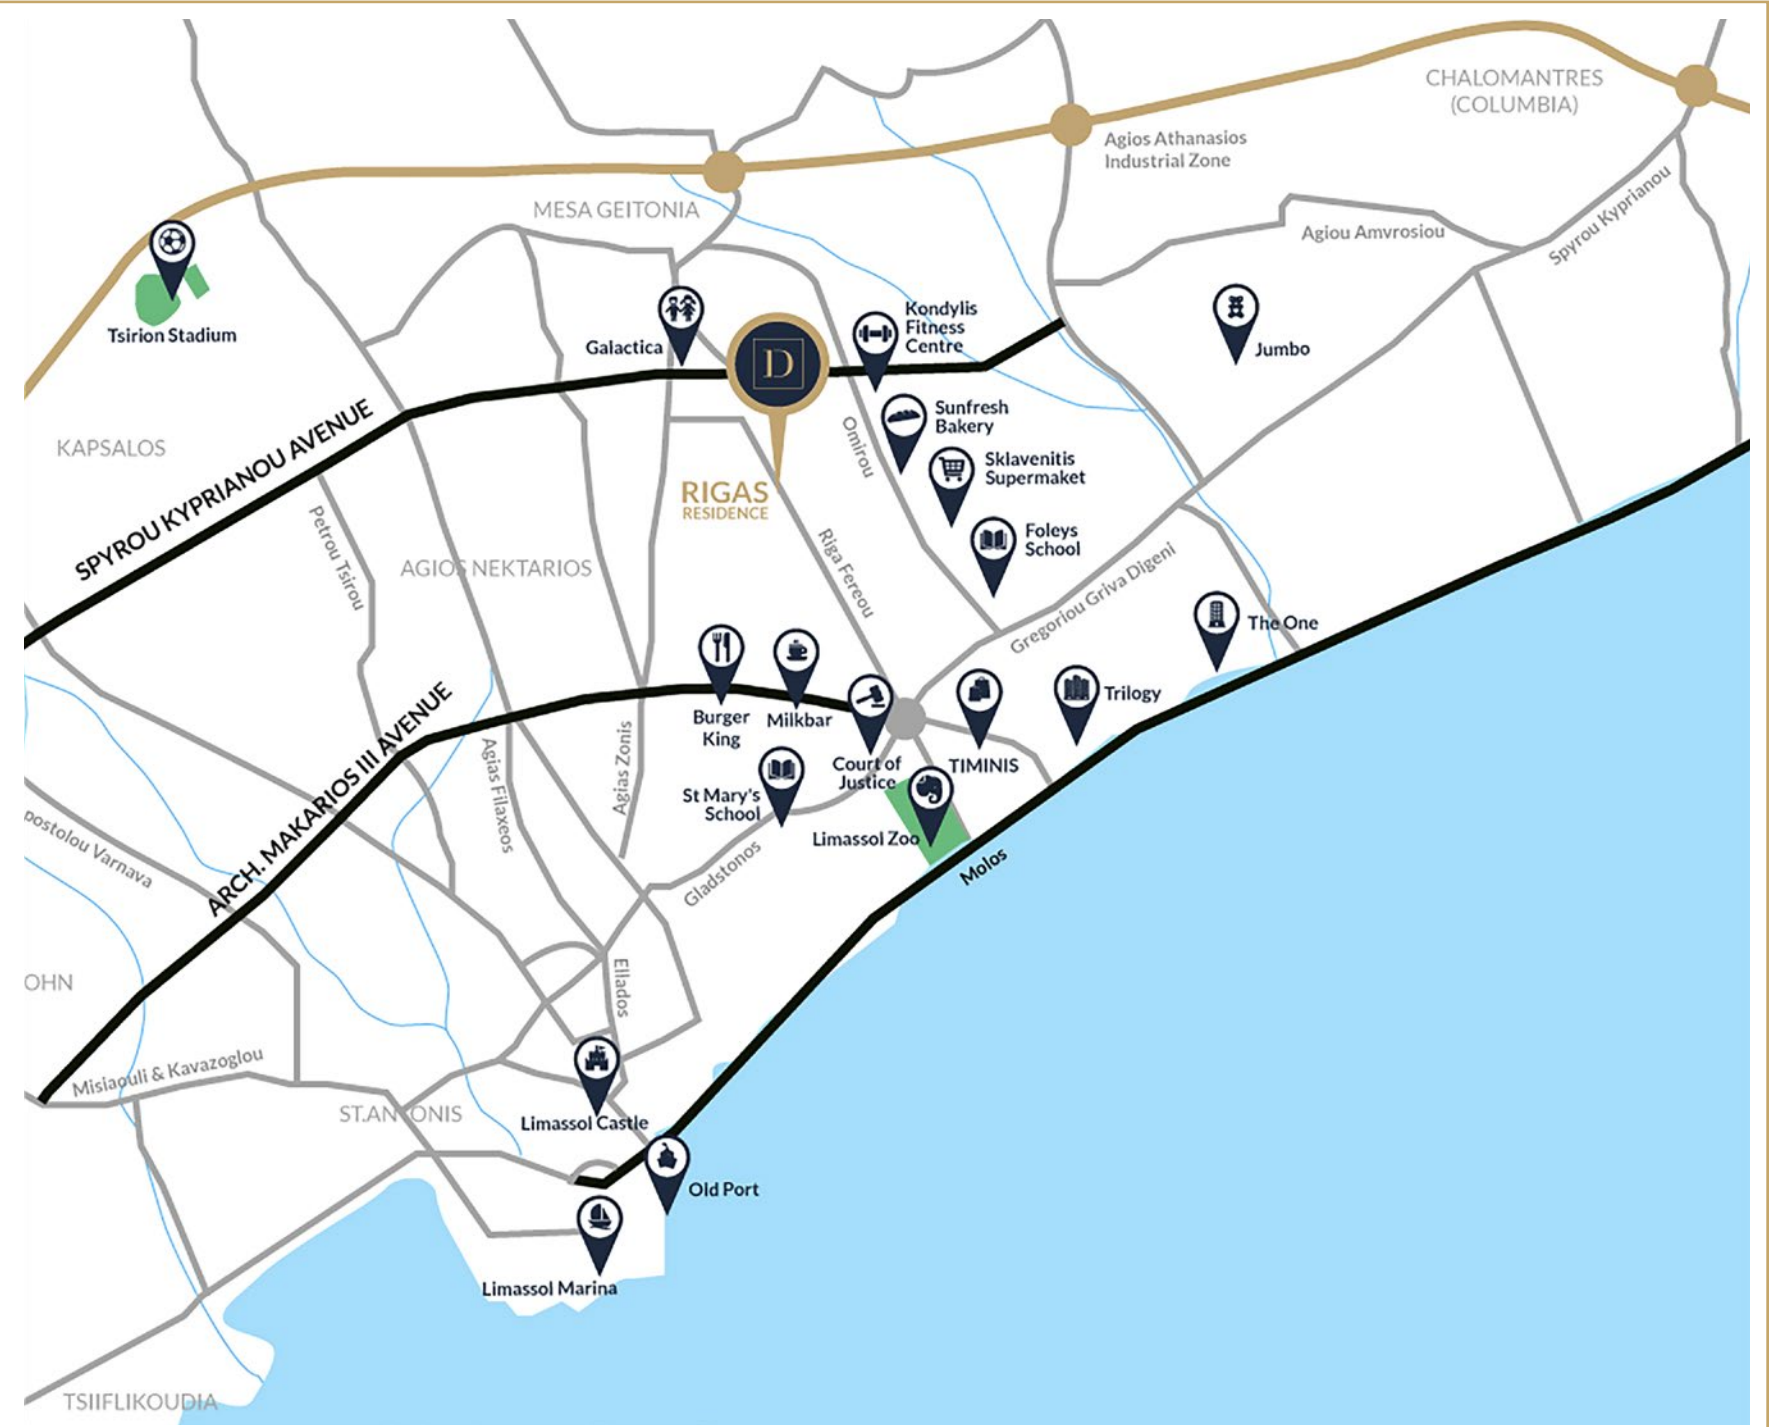 CHALOMANTRES
(COLUMBIA)
Agios Athanasios
Industrial Zone
MESA GEITONIA
Agiou Amvrosiou
Spyrou Kyprianou
Tsirion Stadium
Galactica
D
Kondylis
Fitness
Centre
Jumbo
KAPSALOS
SPYROU KYPRIANOU AVENUE
Omirou
Sunfresh
Bakery
Sklavenitis
Supermaket
RIGAS
RESIDENCE
Foleys
School
Petrou Tsirou
AGIOS NEKTARIOS
Riga Fereou
Gregoriou Griva Digeni
The One
Trilogy
ARCH. MAKARIOS III AVENUE
Burger
King
Milkbar
Court of
Justice
TIMINIS
Agias Filaxeos
Agias Zonis
St Mary's
School
Limassol Zoo
postolou Varnava
Gladstonos
Molos
OHN
Ellados
Misiaouli & Kavazoglou
ST.ANTONIS
Limassol Castle
Old Port
Limassol Marina
TSIIFLIKOUDIA